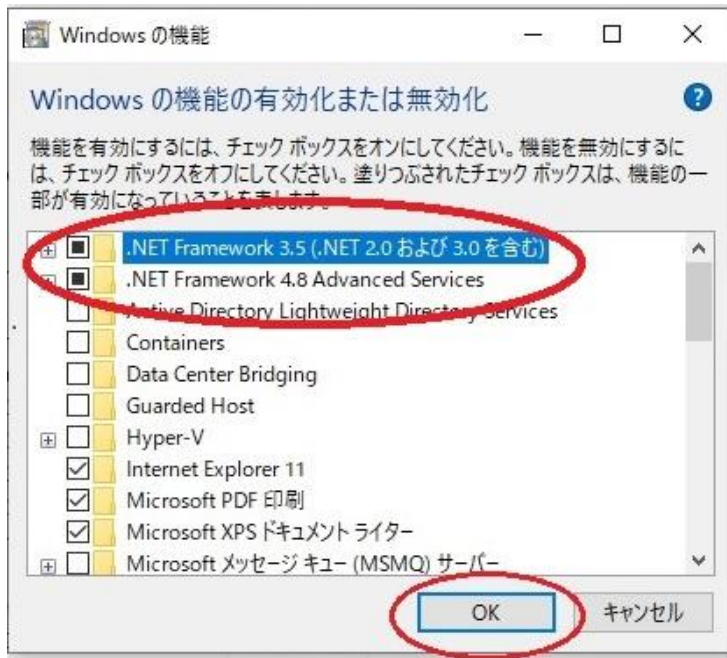 Windows の機能
Windows の機能の有効化または無効化
機能を有効にするには、チェック ボックスをオンにしてください。機能を無効にするに
は、チェック ボックスをオフにしてください。塗りつぶされたチェック ボックスは、機能の一
部が有効になっていることを表します。
.NET Framework 3.5 (.NET 2.0 および 3.0 を含む)
.NET Framework 4.8 Advanced Services
Active Directory Lightweight Directory Services
Containers
Data Center Bridging
Guarded Host
Hyper-V
Internet Explorer 11
Microsoft PDF 印刷
Microsoft XPS ドキュメント ライター
Microsoft メッセージ キュー (MSMQ) サーバー
OK
キャンセル